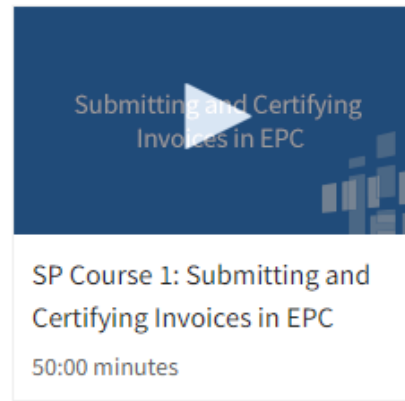 Submitting and Certifying
Invoices in EPC
SP Course 1: Submitting and
Certifying Invoices in EPC
50:00 minutes